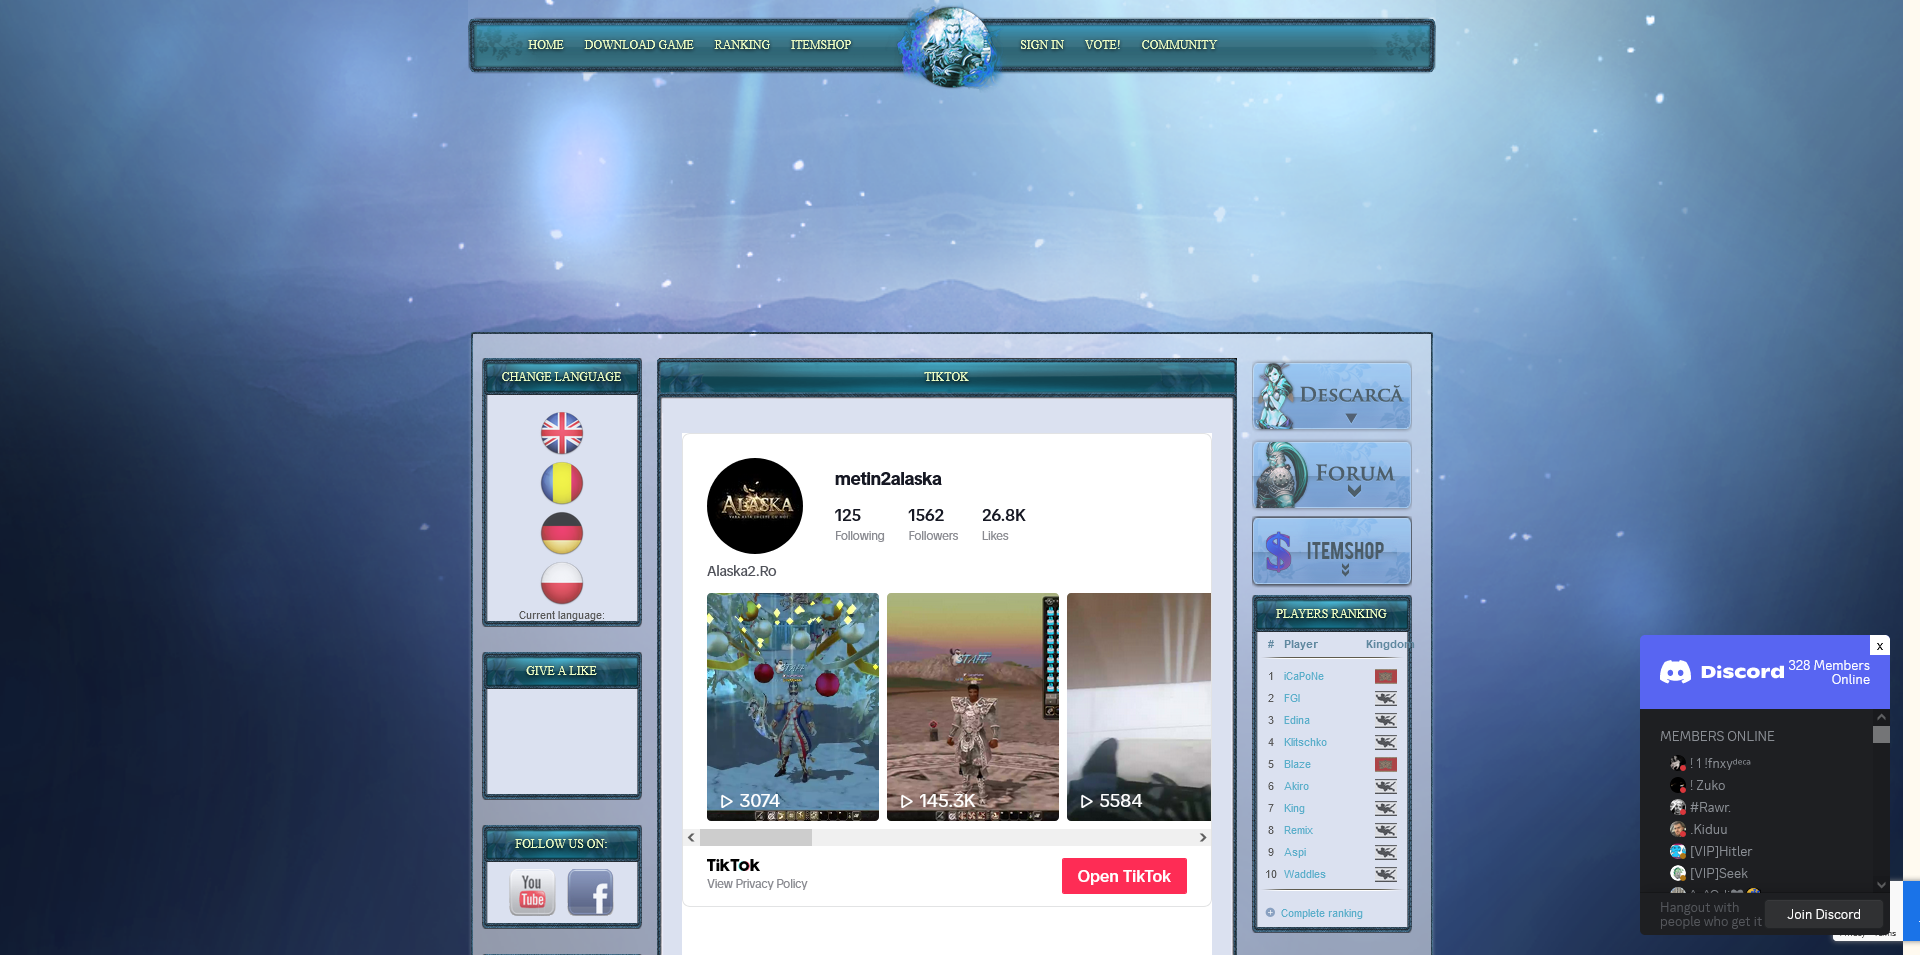 HOME DOWNLOAD GAME RANKING ITEMSHOP SIGN IN VOTE! COMMUNITY
CHANGE LANGUAGE
Current language:
GIVE A LIKE
FOLLOW US ON:
You
Tube
f
TIKTOK
ALASKA
metin2alaska
125 1562 26.8K
Following Followers Likes
Alaska2.Ro
STAFF
STAFF
3074 145.3K 5584
TikTok
View Privacy Policy
Open TikTok
DESCARCĂ
FORUM
$ ITEMSHOP
PLAYERS RANKING
# Player Kingdom
1 iCaPoNe
2 FGI
3 Edina
4 Klitschko
5 Blaze
6 Akiro
7 King
8 Remix
9 Aspi
10 Waddles
Complete ranking
x
Discord 328 Members
Online
MEMBERS ONLINE
! 1 !fnxyᵈᵉᶜᵃ
! Zuko
#Rawr.
.Kiduu
[VIP]Hitler
[VIP]Seek
Hangout with
people who get it
Join Discord